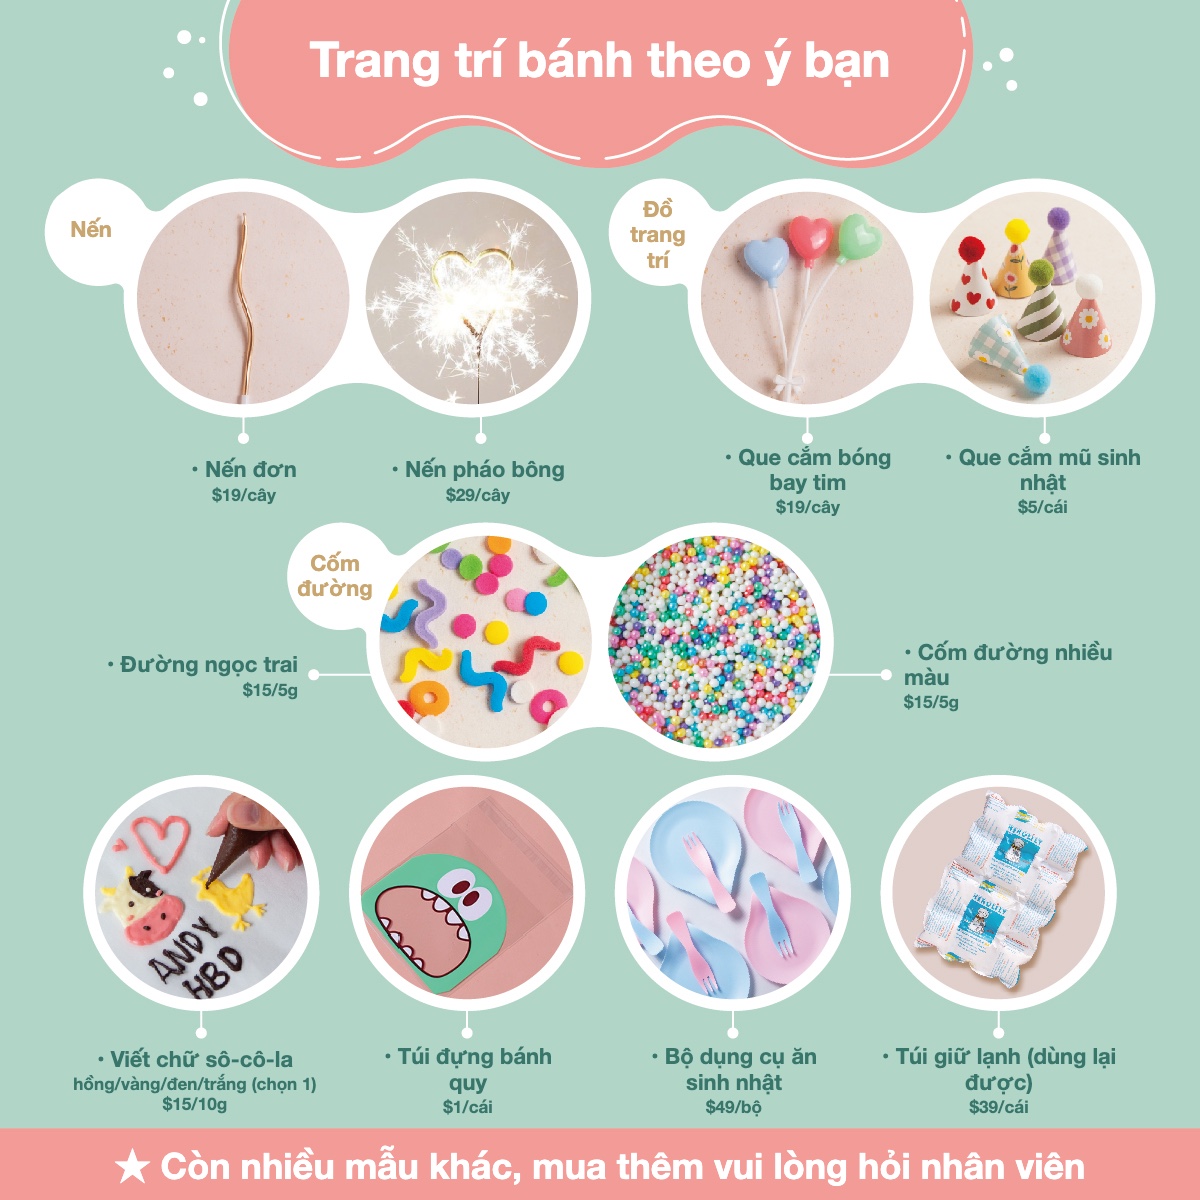 Trang trí bánh theo ý bạn
Nến
Đồ
trang
trí
• Nến đơn
$19/cây
• Nến pháo bông
$29/cây
• Que cắm bóng
bay tim
$19/cây
• Que cắm mũ sinh
nhật
$5/cái
Cốm
đường
• Đường ngọc trai
$15/5g
• Cốm đường nhiều
màu
$15/5g
ANDY
HBD
• Viết chữ sô-cô-la
hồng/vàng/đen/trắng (chọn 1)
$15/10g
• Túi đựng bánh
quy
$1/cái
• Bộ dụng cụ ăn
sinh nhật
$49/bộ
• Túi giữ lạnh (dùng lại
được)
$39/cái
★ Còn nhiều mẫu khác, mua thêm vui lòng hỏi nhân viên